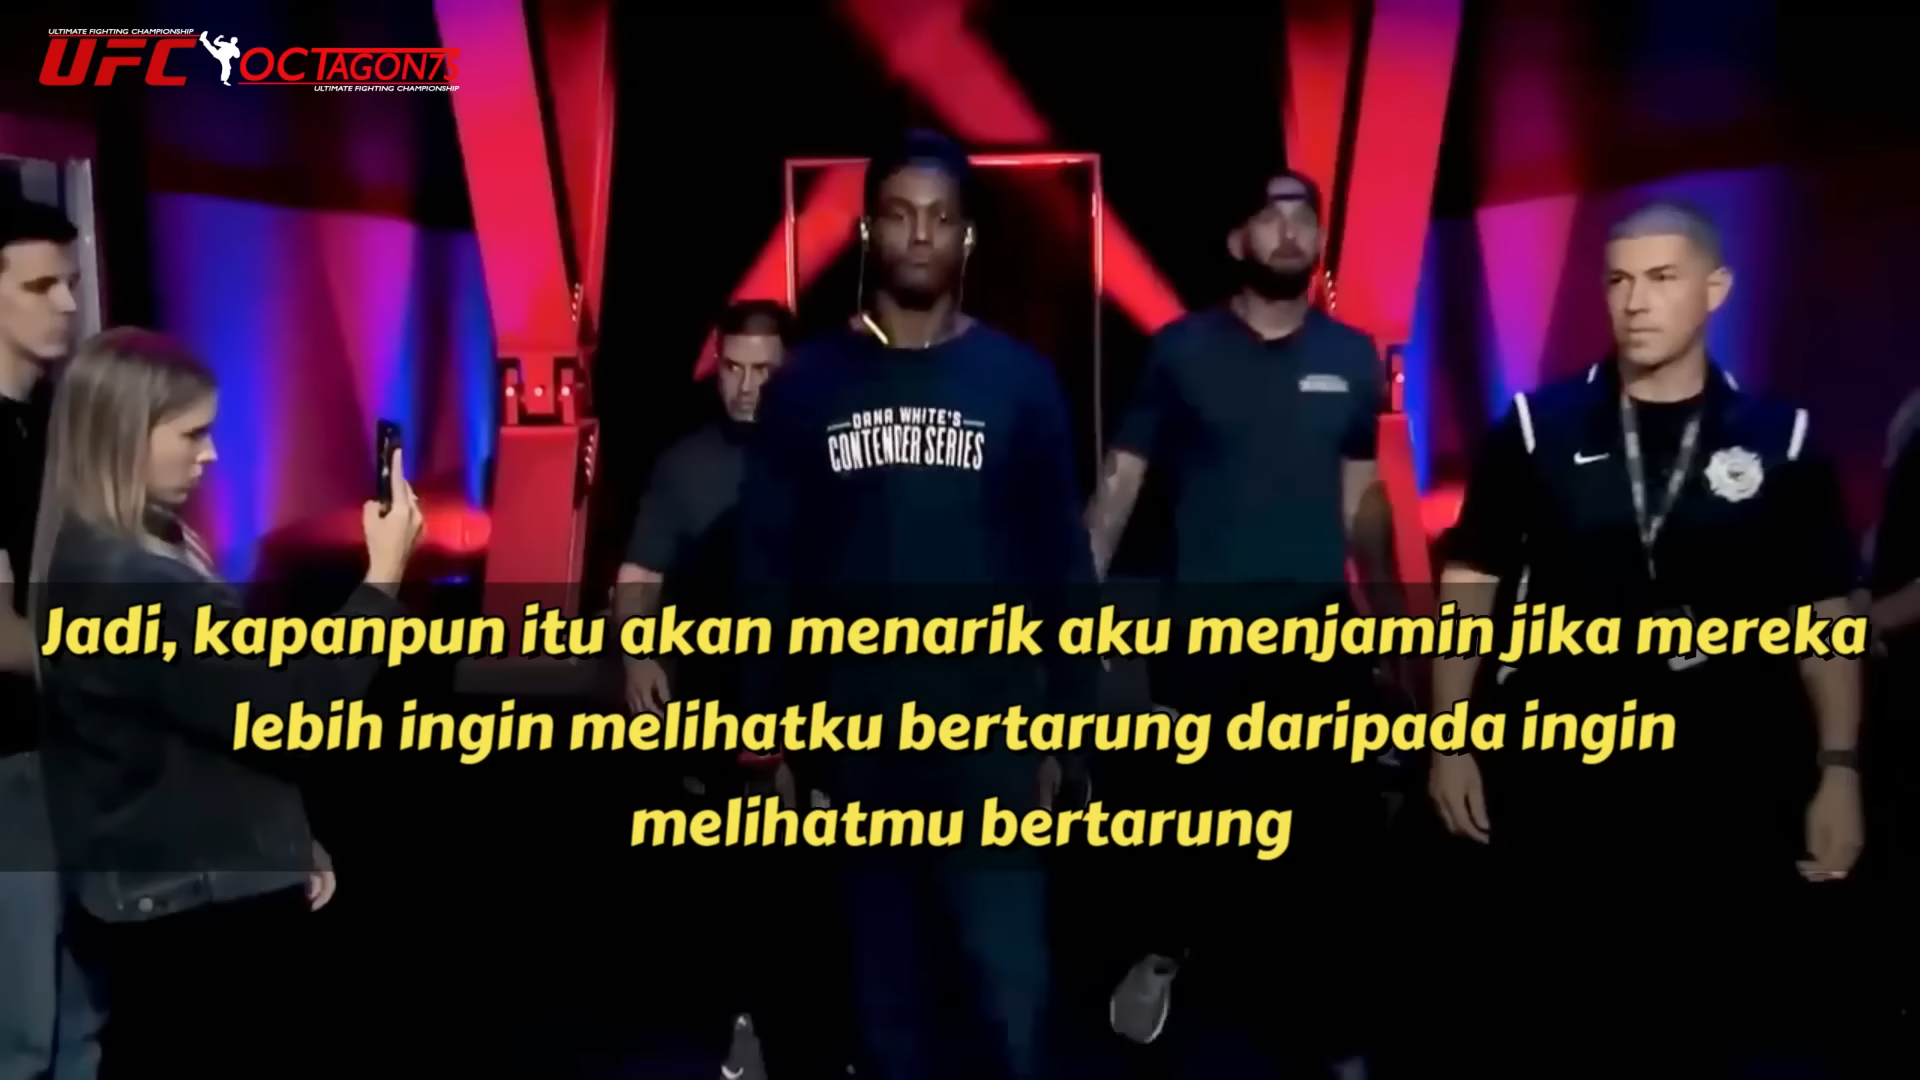 ULTIMATE FIGHTING CHAMPIONSHIP
UFC OCTAGON75
ULTIMATE FIGHTING CHAMPIONSHIP
DANA WHITE'S
CONTENDER SERIES
Jadi, kapanpun itu akan menarik aku menjamin jika mereka
lebih ingin melihatku bertarung daripada ingin
melihatmu bertarung